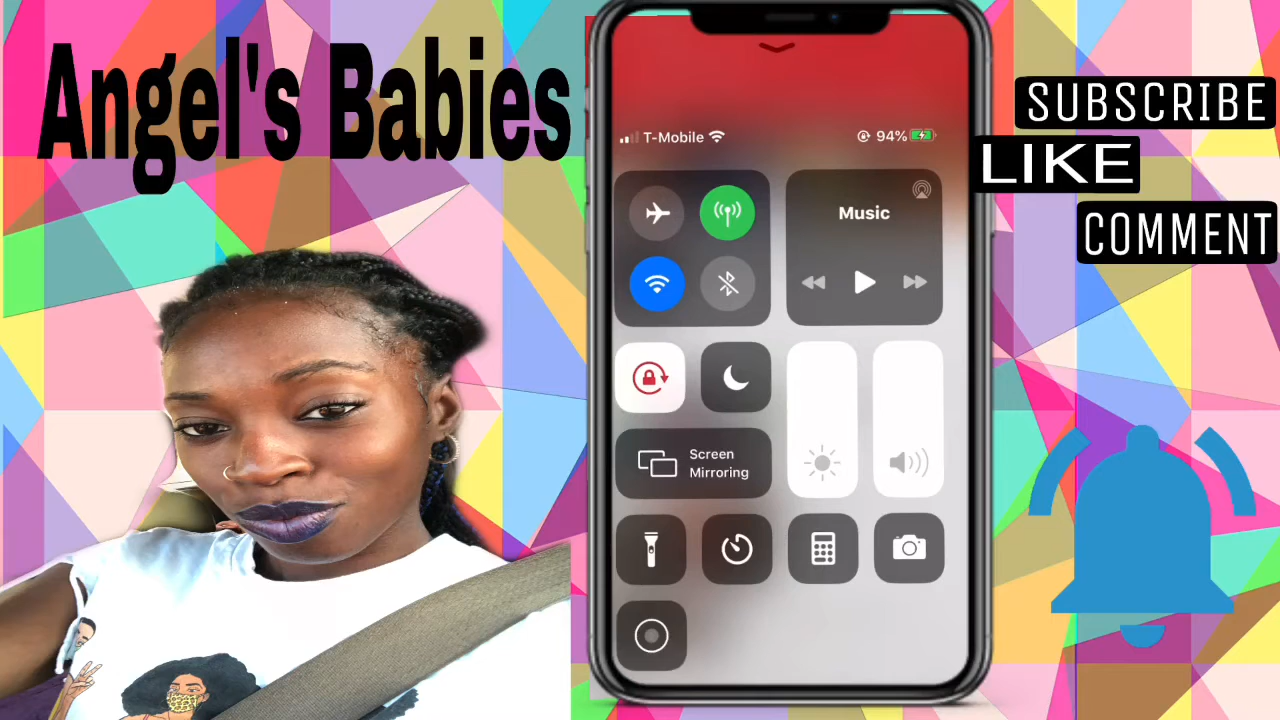 Angel's Babies
SUBSCRIBE
LIKE
COMMENT
T-Mobile 94%
Music
Screen
Mirroring